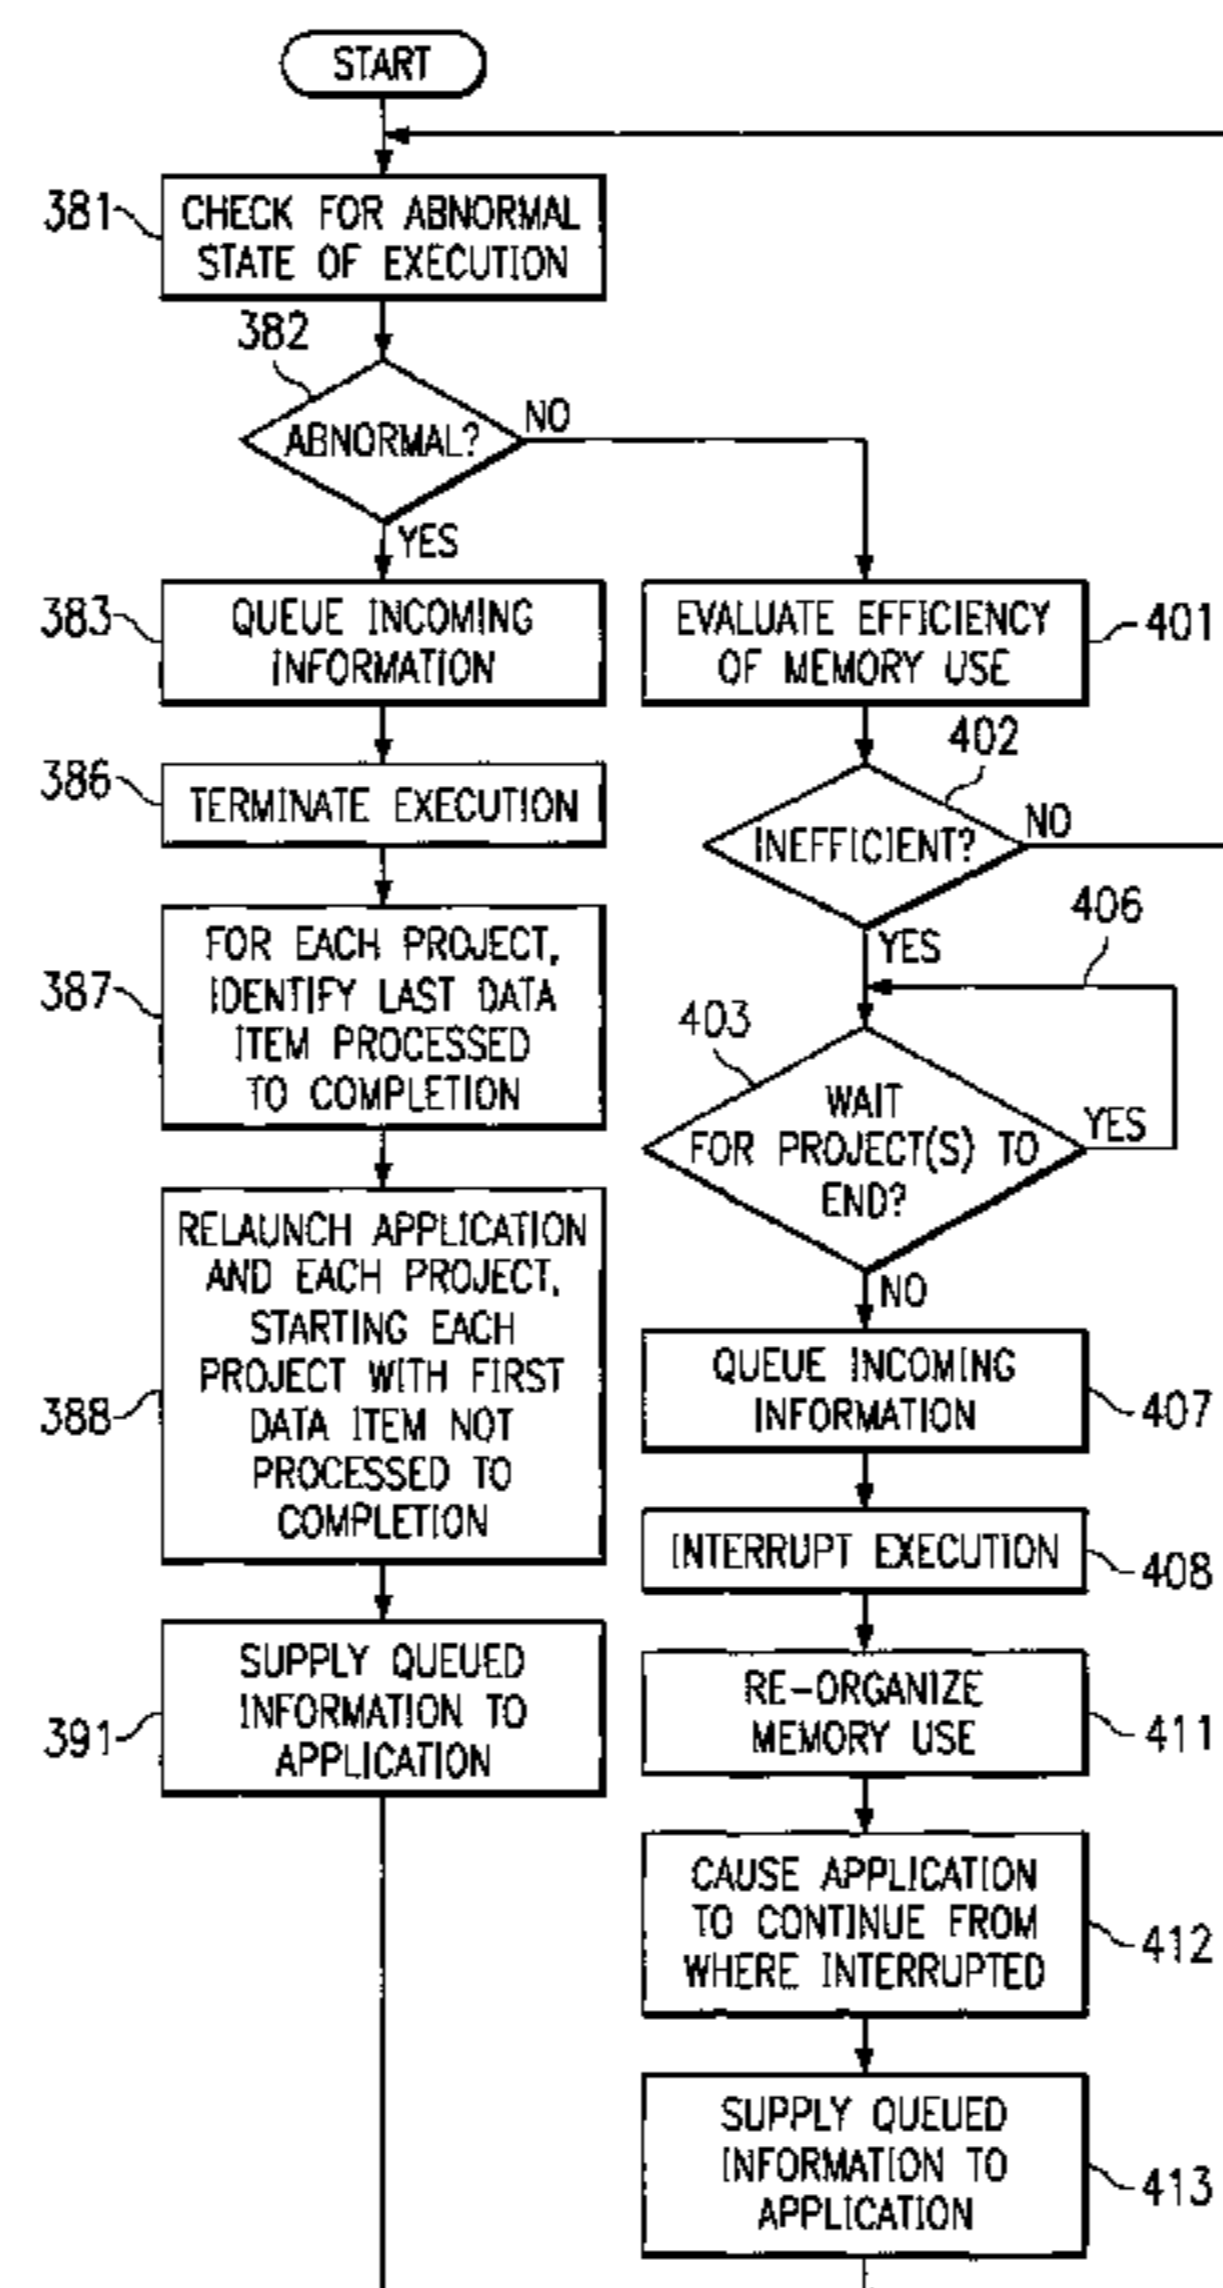 START
381
CHECK FOR ABNORMAL
STATE OF EXECUTION
382
ABNORMAL?
NO
YES
383
QUEUE INCOMING
INFORMATION
386
TERMINATE EXECUTION
387
FOR EACH PROJECT,
IDENTIFY LAST DATA
ITEM PROCESSED
TO COMPLETION
388
RELAUNCH APPLICATION
AND EACH PROJECT,
STARTING EACH
PROJECT WITH FIRST
DATA ITEM NOT
PROCESSED TO
COMPLETION
391
SUPPLY QUEUED
INFORMATION TO
APPLICATION
EVALUATE EFFICIENCY
OF MEMORY USE
401
402
INEFFICIENT?
NO
YES
406
403
WAIT
FOR PROJECT(S) TO
END?
YES
NO
QUEUE INCOMING
INFORMATION
407
INTERRUPT EXECUTION
408
RE-ORGANIZE
MEMORY USE
411
CAUSE APPLICATION
TO CONTINUE FROM
WHERE INTERRUPTED
412
SUPPLY QUEUED
INFORMATION TO
APPLICATION
413